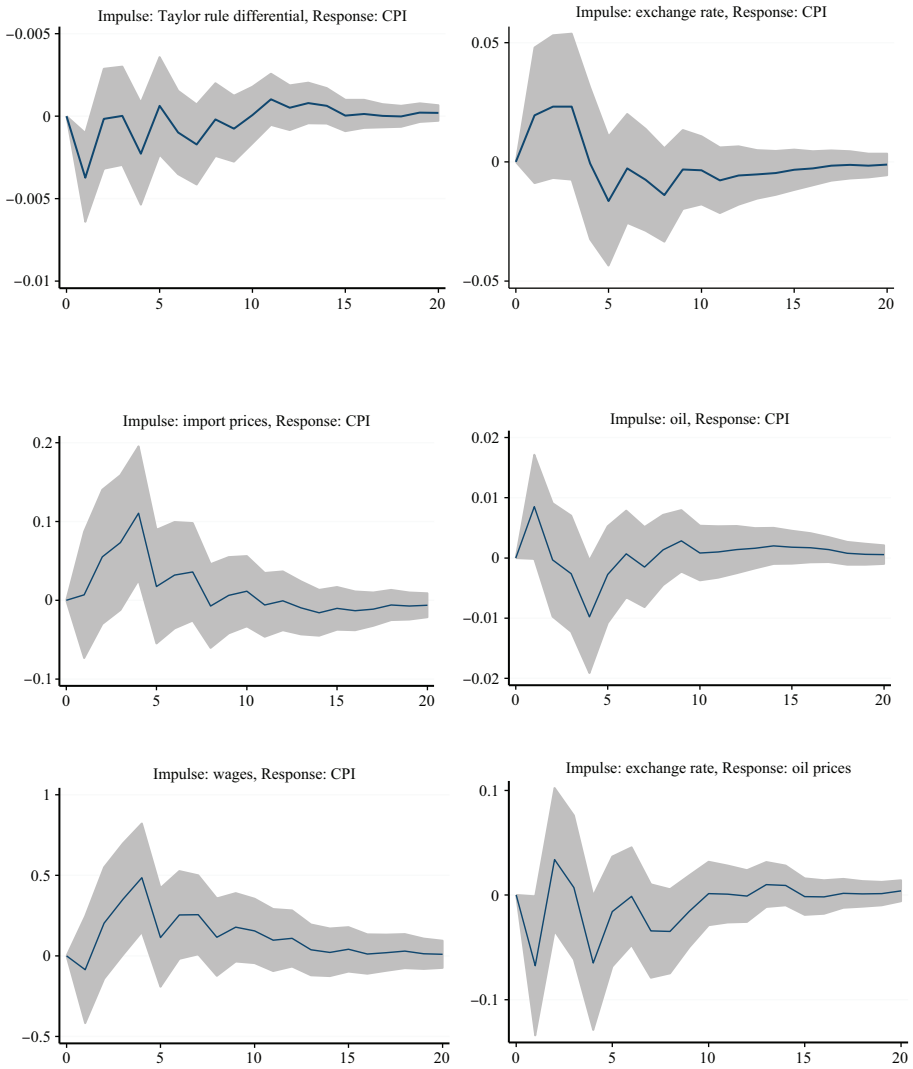 Impulse: Taylor rule differential, Response: CPI
−0.005
0
−0.005
−0.01
0 5 10 15 20
Impulse: exchange rate, Response: CPI
0.05
0
−0.05
0 5 10 15 20
Impulse: import prices, Response: CPI
0.2
0.1
0
−0.1
0 5 10 15 20
Impulse: oil, Response: CPI
0.02
0.01
0
−0.01
−0.02
0 5 10 15 20
Impulse: wages, Response: CPI
1
0.5
0
−0.5
0 5 10 15 20
Impulse: exchange rate, Response: oil prices
0.1
0
−0.1
0 5 10 15 20